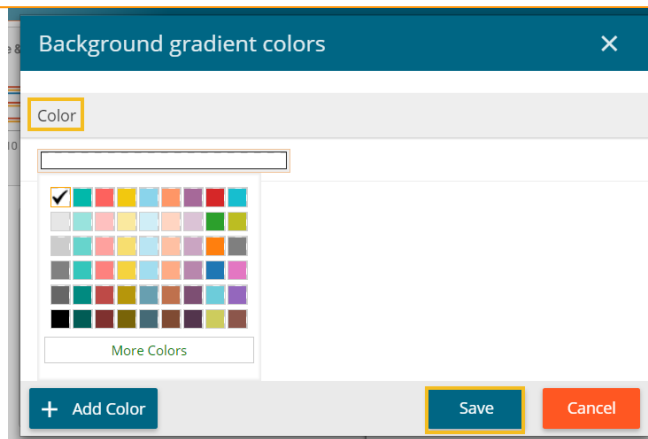 Background gradient colors
Color
More Colors
+ Add Color
Save
Cancel